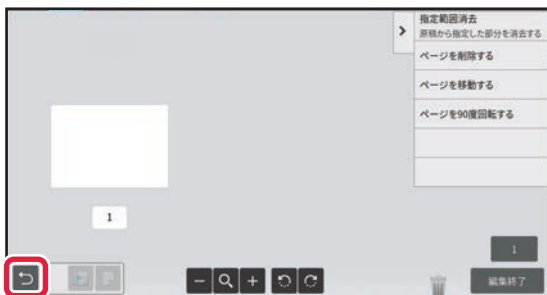 指定範囲消去
原稿から指定した部分を消去する
ページを削除する
ページを移動する
ページを90度回転する
1
1
編集終了